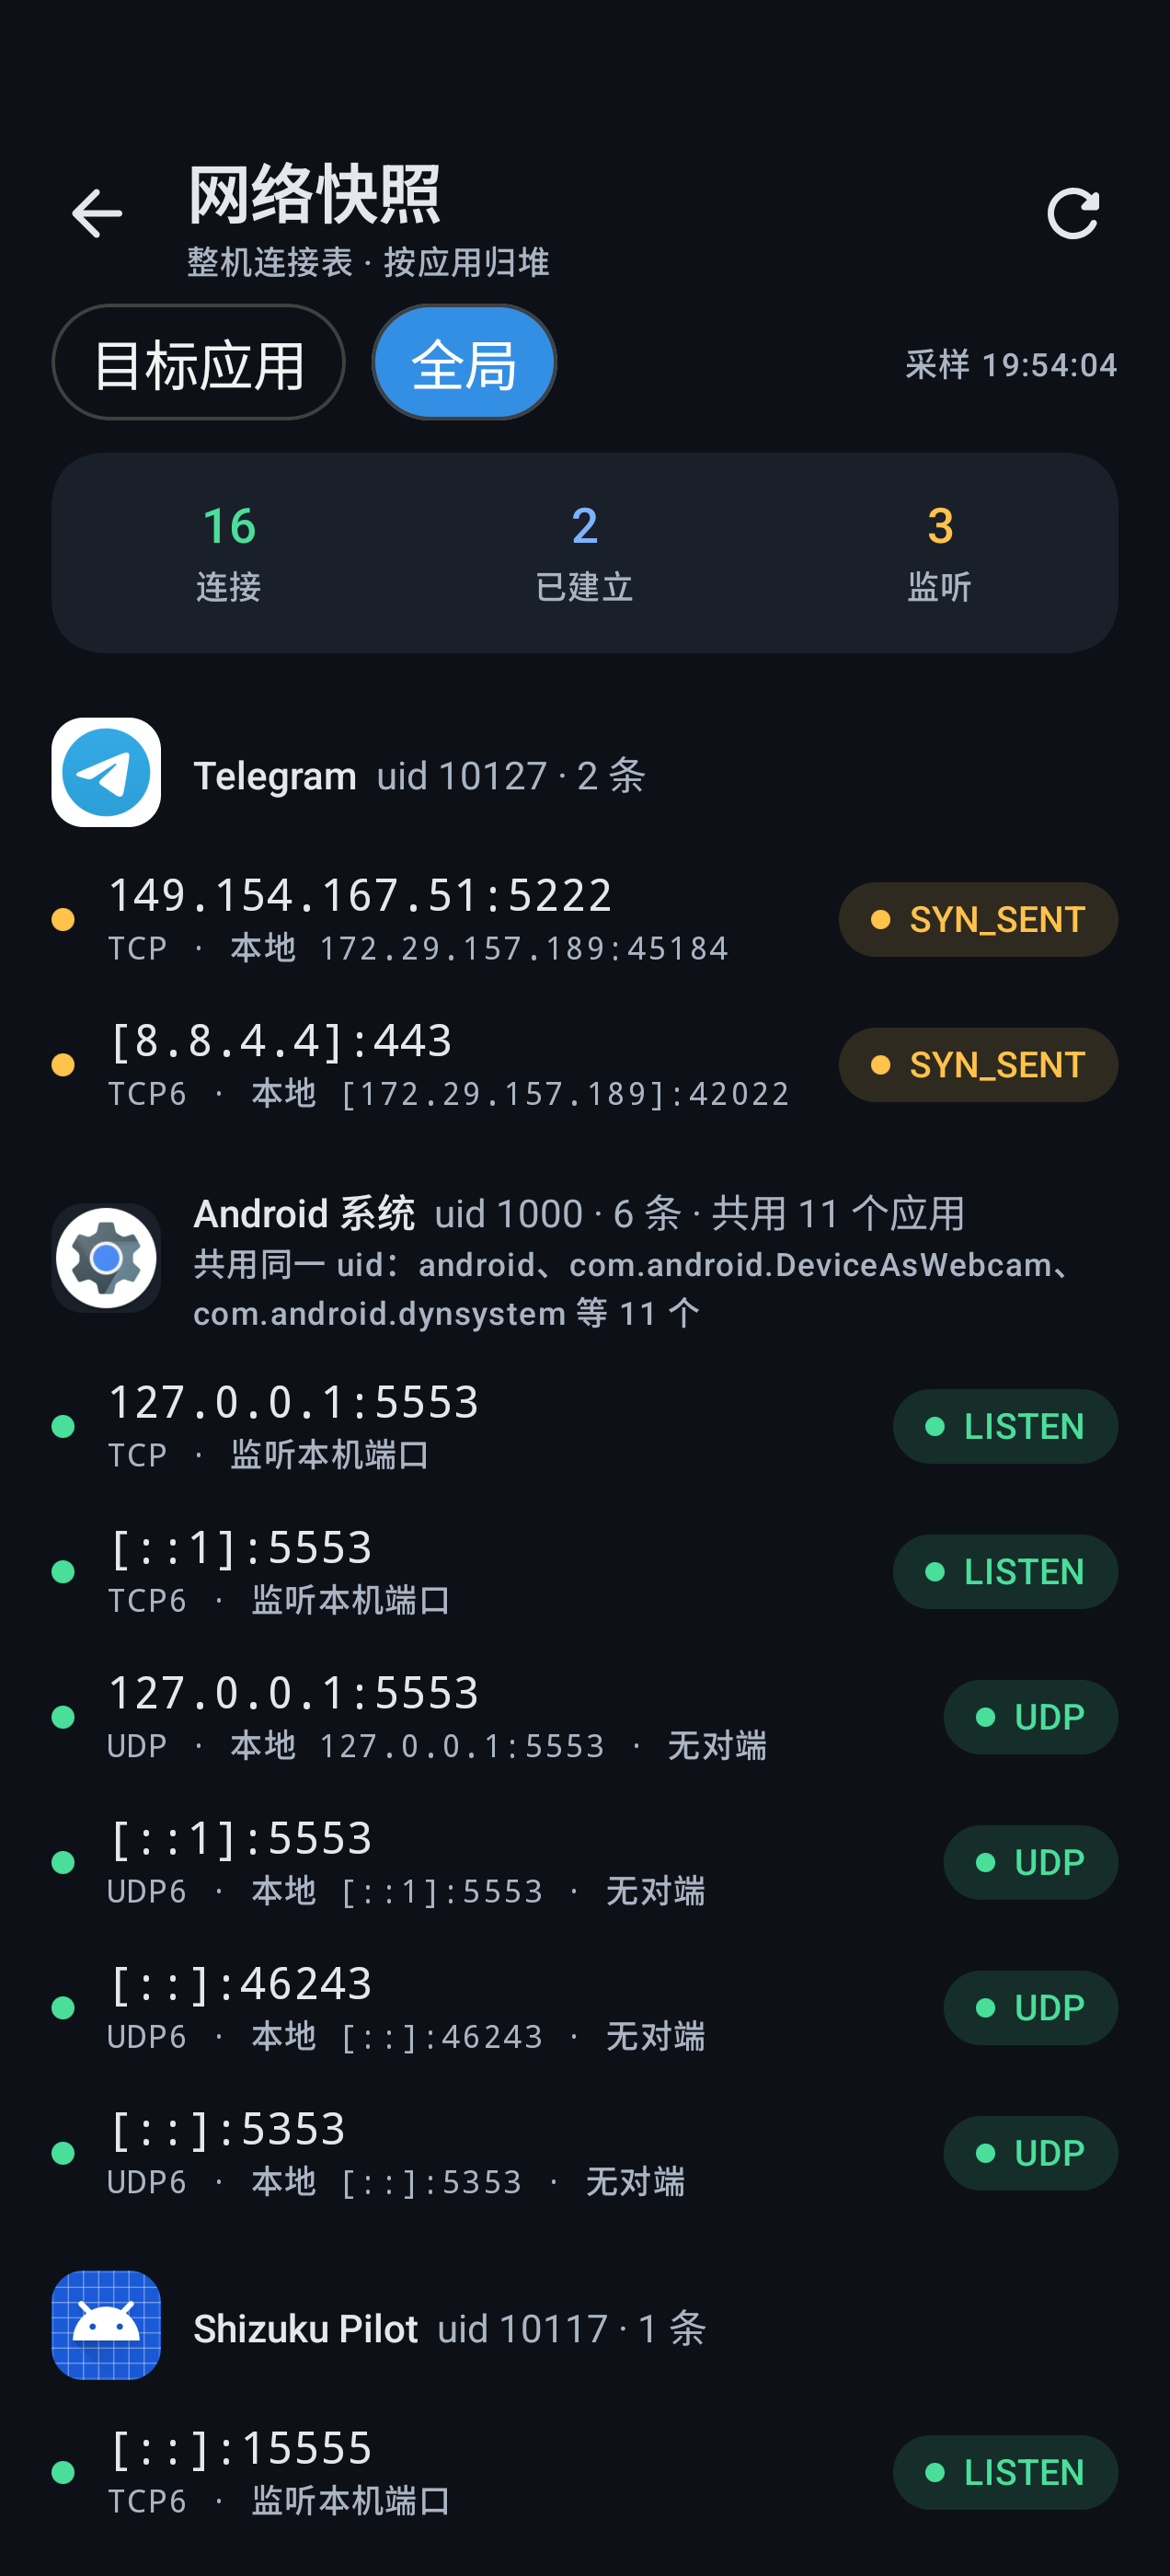 网络快照
整机连接表 · 按应用归堆
目标应用
全局
采样 19:54:04
16
2
3
连接
已建立
监听
Telegram uid 10127 · 2 条
149.154.167.51:5222
TCP · 本地 172.29.157.189:45184
SYN_SENT
[8.8.4.4]:443
TCP6 · 本地 [172.29.157.189]:42022
SYN_SENT
Android 系统 uid 1000 · 6 条 · 共用 11 个应用
共用同一 uid：android、com.android.DeviceAsWebcam、
com.android.dynsystem 等 11 个
127.0.0.1:5553
TCP · 监听本机端口
LISTEN
[::1]:5553
TCP6 · 监听本机端口
LISTEN
127.0.0.1:5553
UDP · 本地 127.0.0.1:5553 · 无对端
UDP
[::1]:5553
UDP6 · 本地 [::1]:5553 · 无对端
UDP
[::]:46243
UDP6 · 本地 [::]:46243 · 无对端
UDP
[::]:5353
UDP6 · 本地 [::]:5353 · 无对端
UDP
Shizuku Pilot uid 10117 · 1 条
[::]:15555
TCP6 · 监听本机端口
LISTEN